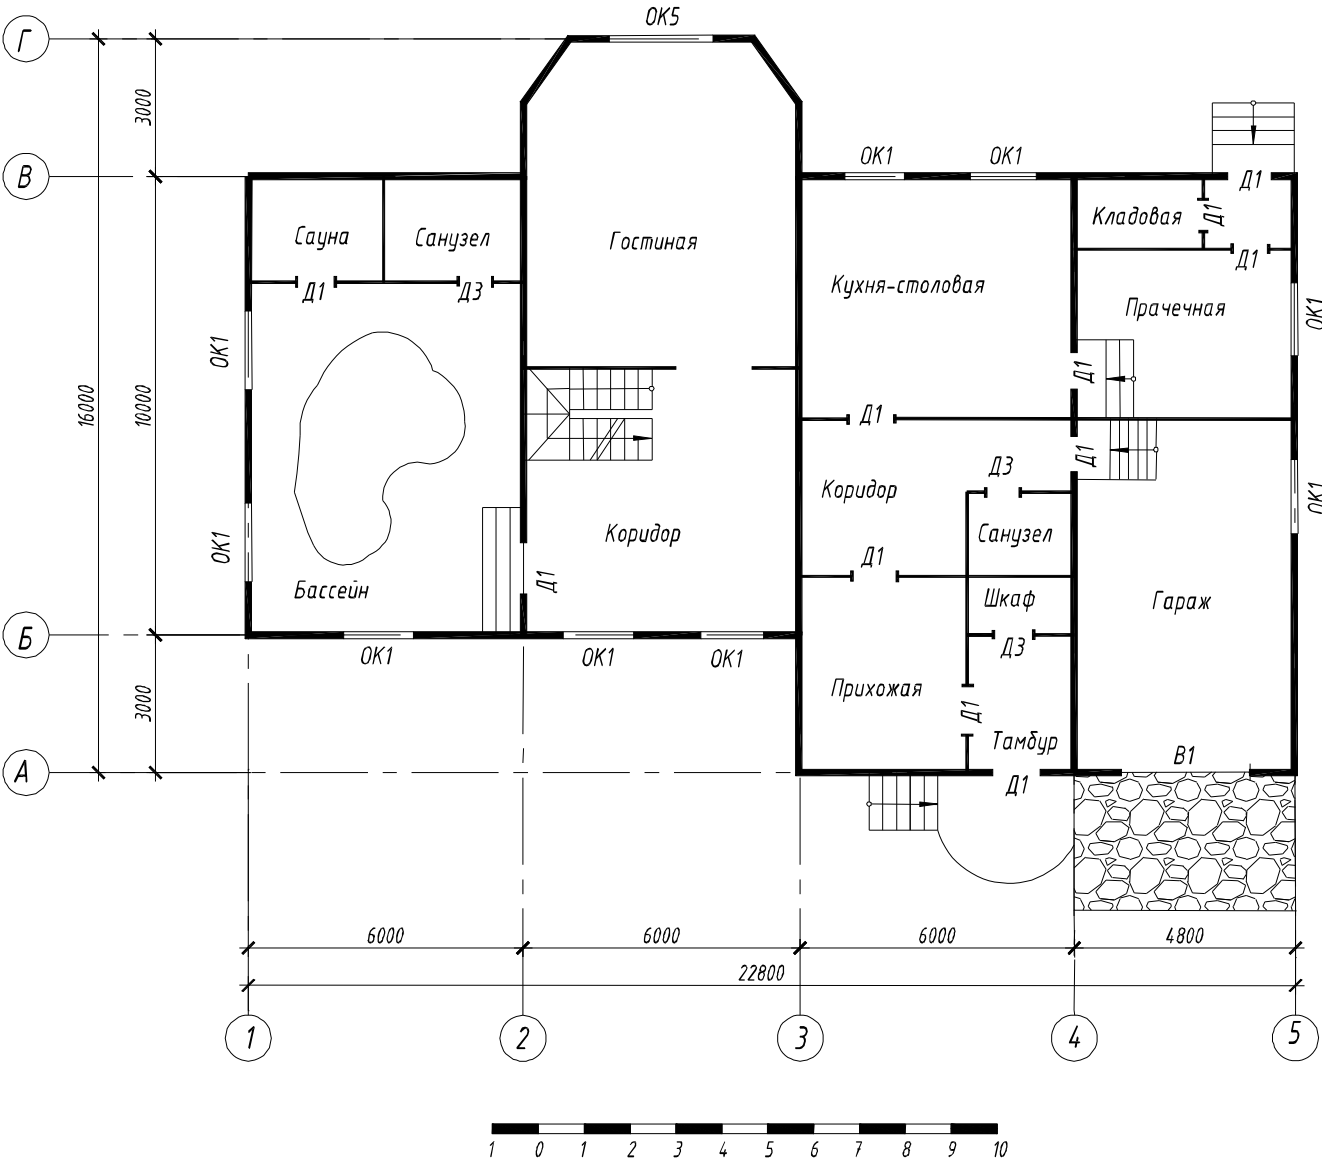 ОК5
Г
3000
В
ОК1
ОК1
Д1
Кладовая
Д1
Сауна
Санузел
Гостиная
Д1
Кухня-столовая
Д1
Д3
Прачечная
ОК1
ОК1
Д1
16000
10000
Д1
Д1
Д3
Коридор
ОК1
Санузел
Коридор
ОК1
Д1
Д1
Бассейн
Шкаф
Гараж
Б
ОК1
ОК1
ОК1
Д3
Прихожая
3000
Д1
Тамбур
В1
А
Д1
6000
6000
6000
4800
22800
1
2
3
4
5
1 0 1 2 3 4 5 6 7 8 9 10